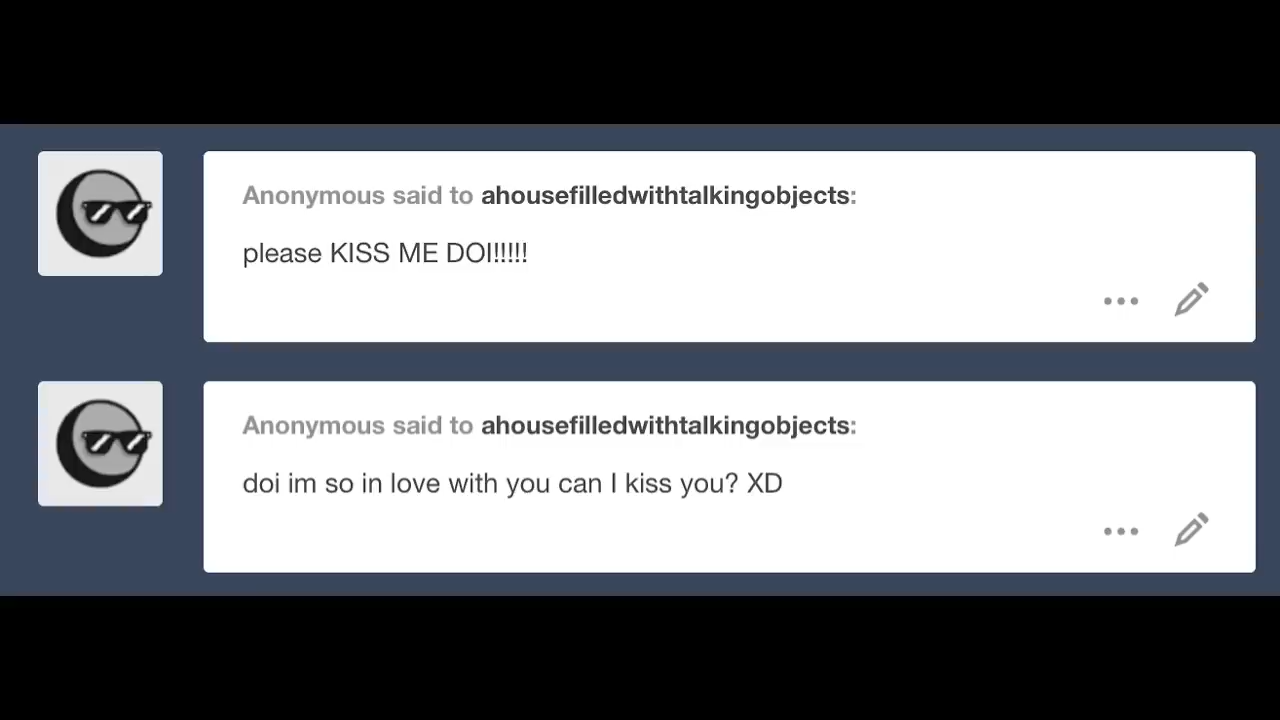 Anonymous said to ahousefilledwithtalkingobjects:
please KISS ME DOI!!!!!
Anonymous said to ahousefilledwithtalkingobjects:
doi im so in love with you can I kiss you? XD